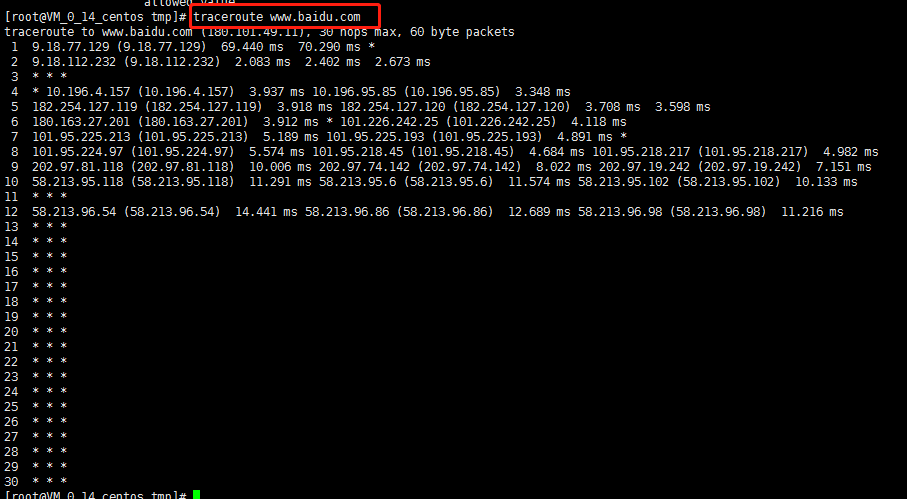 allowed value
[root@VM_0_14_centos tmp]# traceroute www.baidu.com
traceroute to www.baidu.com (180.101.49.11), 30 hops max, 60 byte packets
1 9.18.77.129 (9.18.77.129) 69.440 ms 70.290 ms *
2 9.18.112.232 (9.18.112.232) 2.083 ms 2.402 ms 2.673 ms
3 * * *
4 * 10.196.4.157 (10.196.4.157) 3.937 ms 10.196.95.85 (10.196.95.85) 3.348 ms
5 182.254.127.119 (182.254.127.119) 3.918 ms 182.254.127.120 (182.254.127.120) 3.708 ms 3.598 ms
6 180.163.27.201 (180.163.27.201) 3.912 ms * 101.226.242.25 (101.226.242.25) 4.118 ms
7 101.95.225.213 (101.95.225.213) 5.189 ms 101.95.225.193 (101.95.225.193) 4.891 ms *
8 101.95.224.97 (101.95.224.97) 5.574 ms 101.95.218.45 (101.95.218.45) 4.684 ms 101.95.218.217 (101.95.218.217) 4.982 ms
9 202.97.81.118 (202.97.81.118) 10.006 ms 202.97.74.142 (202.97.74.142) 8.022 ms 202.97.19.242 (202.97.19.242) 7.151 ms
10 58.213.95.118 (58.213.95.118) 11.291 ms 58.213.95.6 (58.213.95.6) 11.574 ms 58.213.95.102 (58.213.95.102) 10.133 ms
11 * * *
12 58.213.96.54 (58.213.96.54) 14.441 ms 58.213.96.86 (58.213.96.86) 12.689 ms 58.213.96.98 (58.213.96.98) 11.216 ms
13 * * *
14 * * *
15 * * *
16 * * *
17 * * *
18 * * *
19 * * *
20 * * *
21 * * *
22 * * *
23 * * *
24 * * *
25 * * *
26 * * *
27 * * *
28 * * *
29 * * *
30 * * *
[root@VM_0_14_centos tmp]#